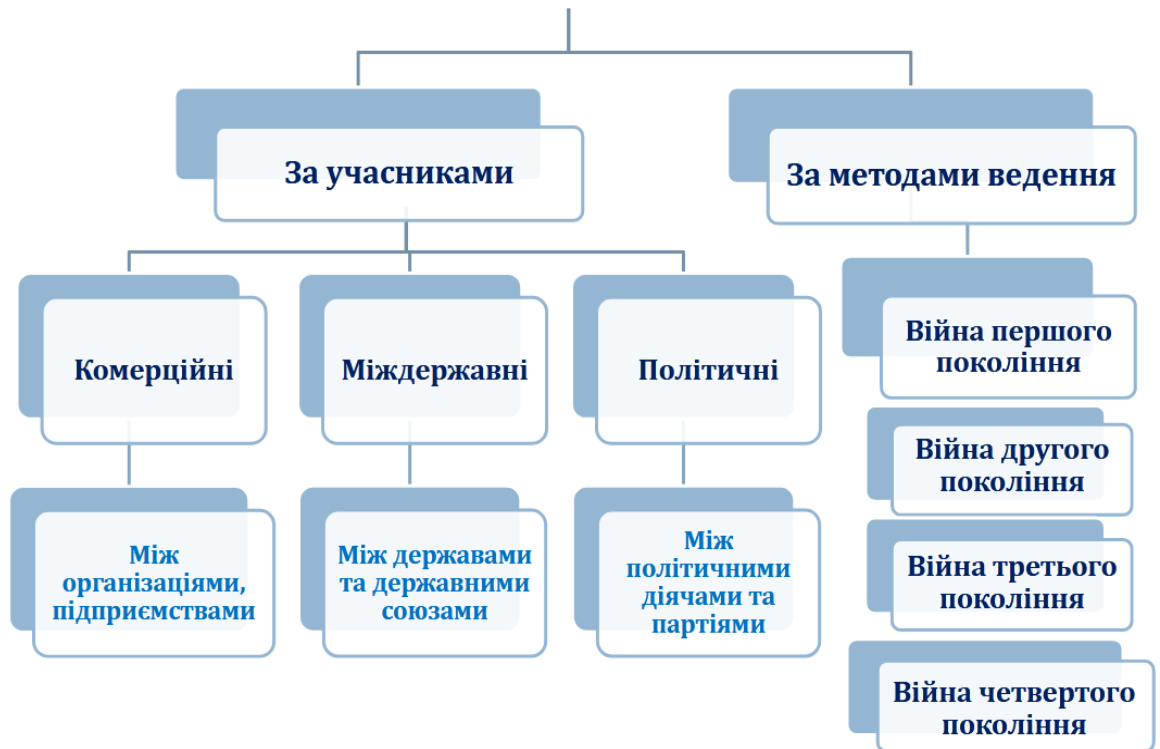 За учасниками
За методами ведення
Комерційні
Міждержавні
Політичні
Між
організаціями,
підприємствами
Між державами
та державними
союзами
Між
політичними
діячами та
партіями
Війна першого
покоління
Війна другого
покоління
Війна третього
покоління
Війна четвертого
покоління